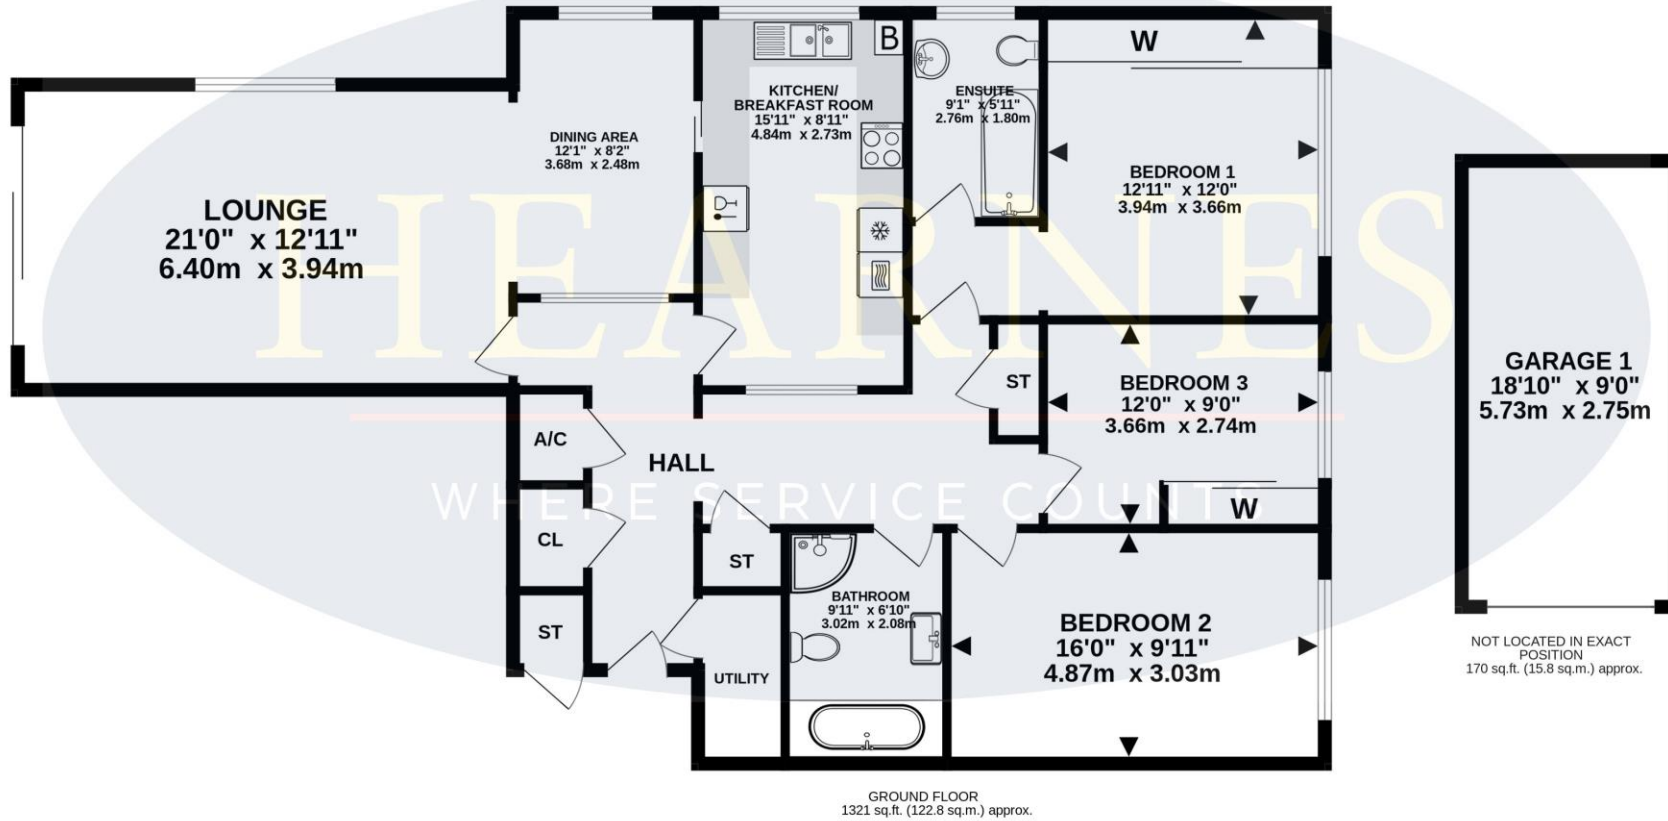 B
W
KITCHEN/
BREAKFAST ROOM
15'11" x 8'11"
4.84m x 2.73m
ENSUITE
9'1" x 5'11"
2.76m x 1.80m
DINING AREA
12'1" x 8'2"
3.68m x 2.48m
BEDROOM 1
12'11" x 12'0"
3.94m x 3.66m
LOUNGE
21'0" x 12'11"
6.40m x 3.94m
HEARNES
GARAGE 1
18'10" x 9'0"
5.73m x 2.75m
ST
BEDROOM 3
12'0" x 9'0"
3.66m x 2.74m
A/C
HALL
WHERE SERVICE COUNTS
W
CL
ST
BATHROOM
9'11" x 6'10"
3.02m x 2.08m
BEDROOM 2
16'0" x 9'11"
4.87m x 3.03m
ST
UTILITY
NOT LOCATED IN EXACT
POSITION
170 sq.ft. (15.8 sq.m.) approx.
GROUND FLOOR
1321 sq.ft. (122.8 sq.m.) approx.